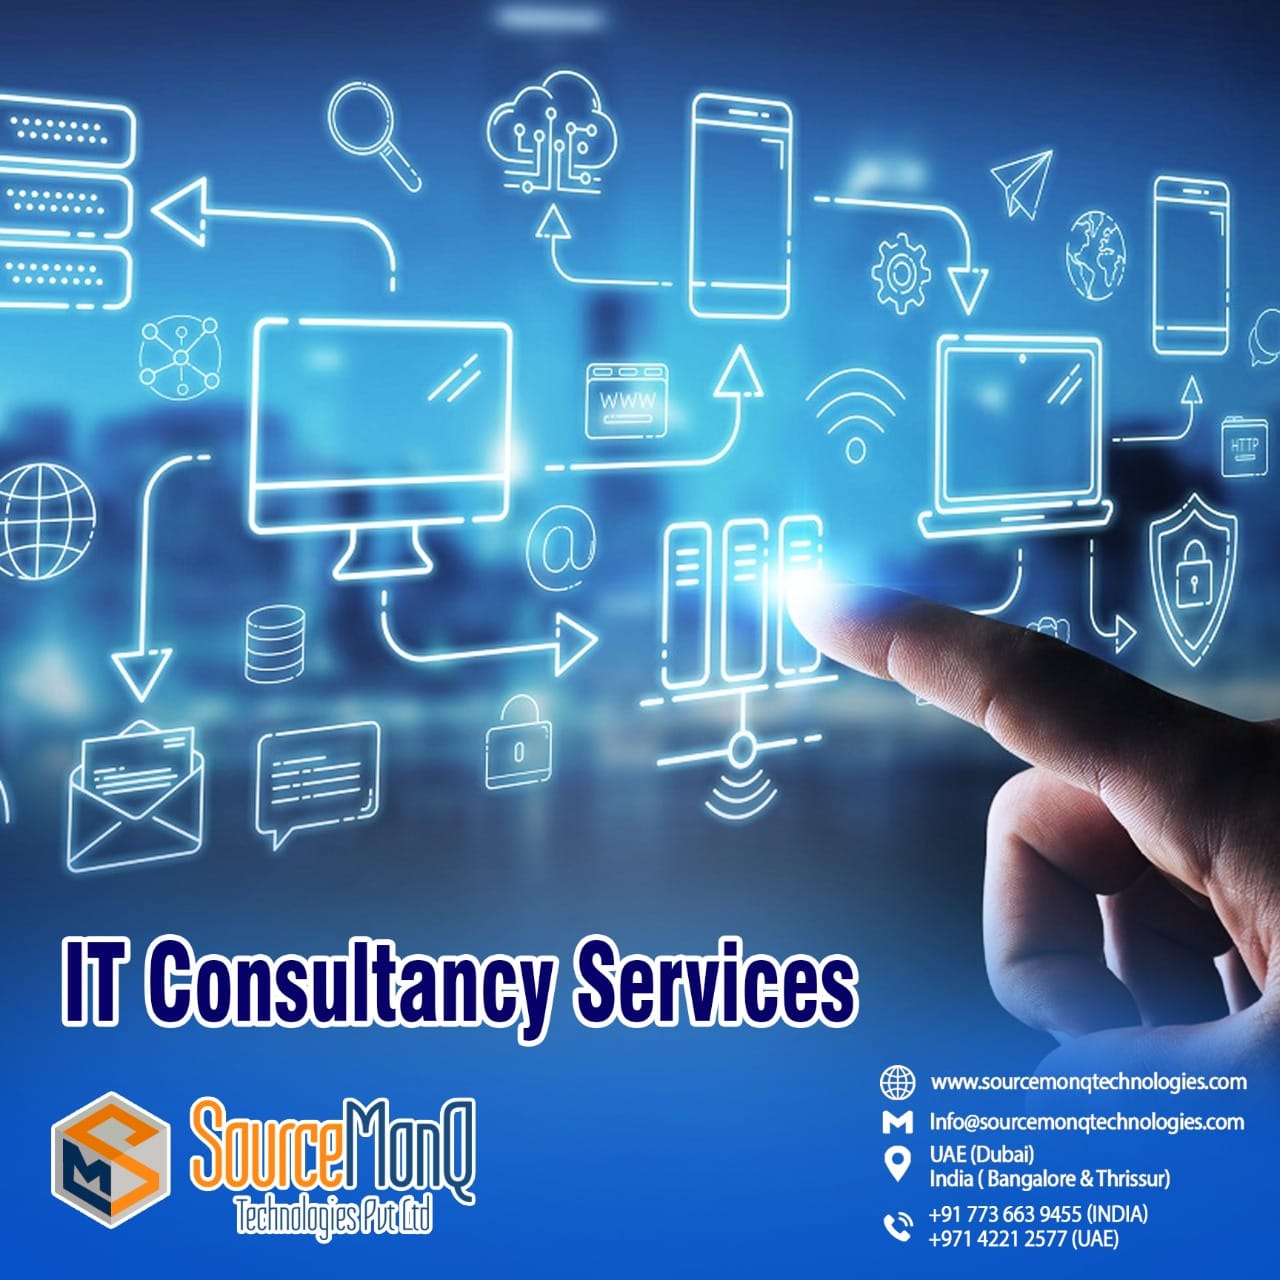 WWW
HTTP
@
IT Consultancy Services
SM
SourceMonQ
Technologies Pvt Ltd
www.sourcemonqtechnologies.com
Info@sourcemonqtechnologies.com
UAE (Dubai)
India ( Bangalore & Thrissur)
+91 773 663 9455 (INDIA)
+971 4221 2577 (UAE)